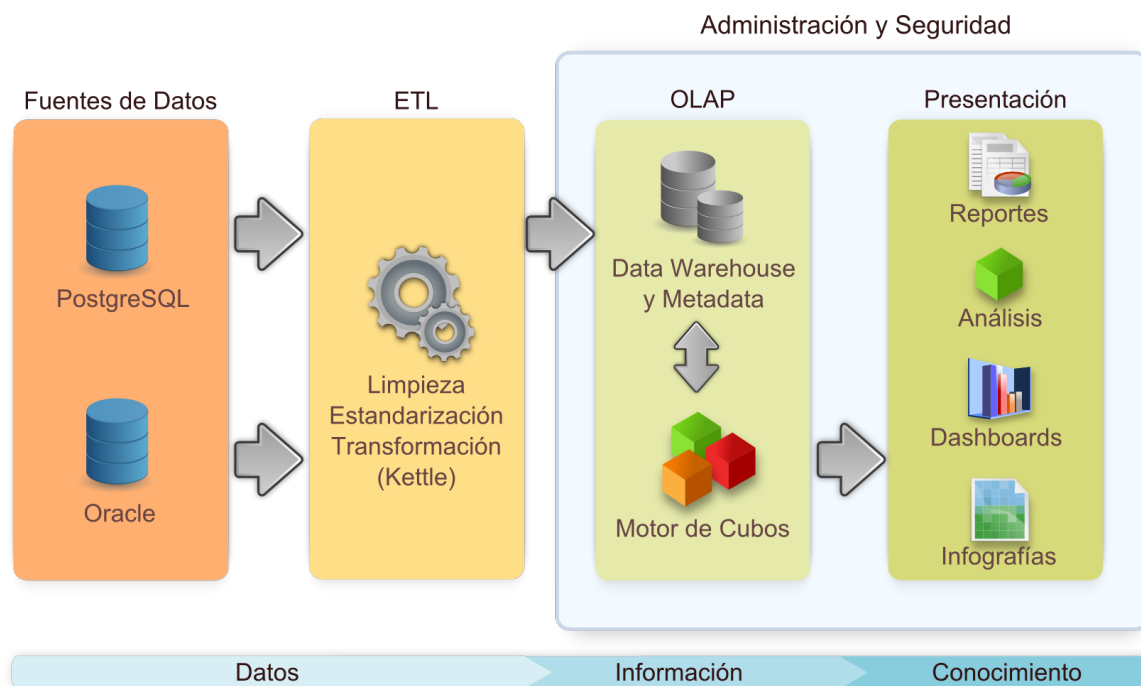 Administración y Seguridad
Fuentes de Datos
ETL
OLAP
Presentación
PostgreSQL
Oracle
Limpieza
Estandarización
Transformación
(Kettle)
Data Warehouse
y Metadata
Motor de Cubos
Reportes
Análisis
Dashboards
Infografías
Datos
Información
Conocimiento